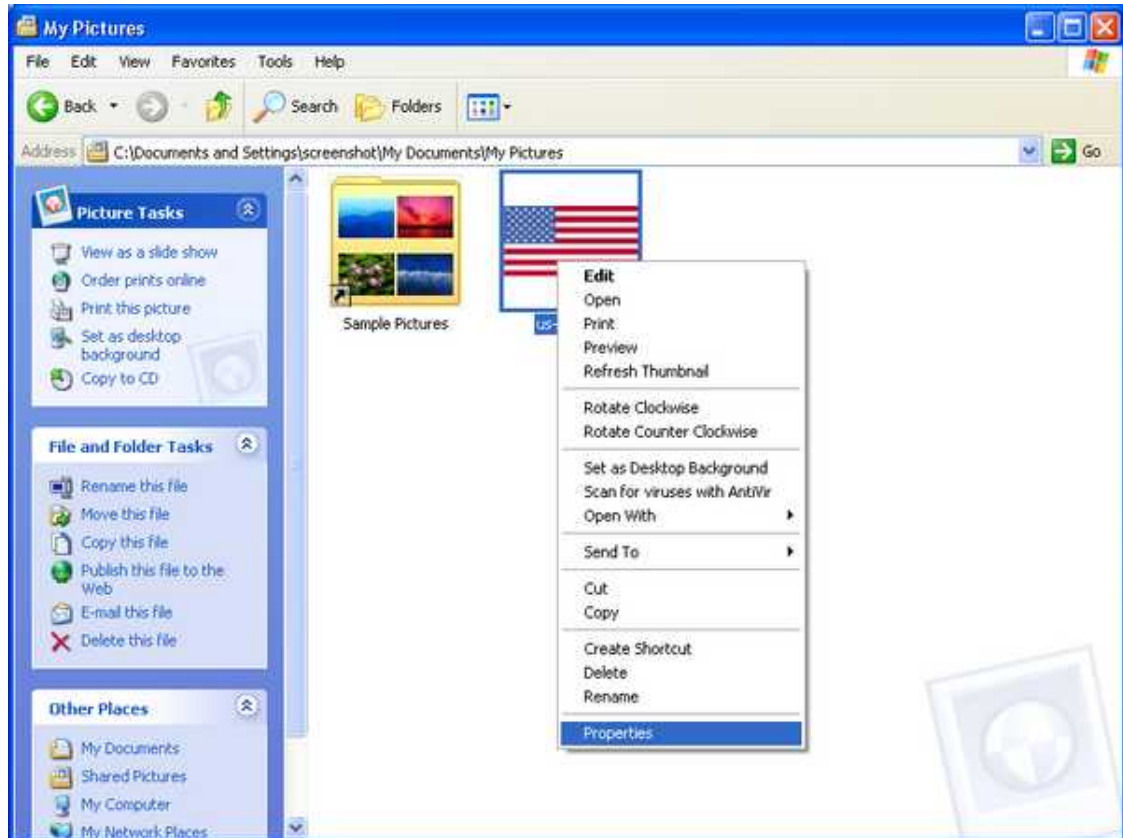 My Pictures
File Edit View Favorites Tools Help
Back Search Folders
Address C:\Documents and Settings\screenshot\My Documents\My Pictures Go
Picture Tasks
View as a slide show
Order prints online
Print this picture
Set as desktop
background
Copy to CD
File and Folder Tasks
Rename this file
Move this file
Copy this file
Publish this file to the
Web
E-mail this file
Delete this file
Other Places
My Documents
Shared Pictures
My Computer
My Network Places
Sample Pictures
us-
Edit
Open
Print
Preview
Refresh Thumbnail
Rotate Clockwise
Rotate Counter Clockwise
Set as Desktop Background
Scan for viruses with AntiVir
Open With
Send To
Cut
Copy
Create Shortcut
Delete
Rename
Properties